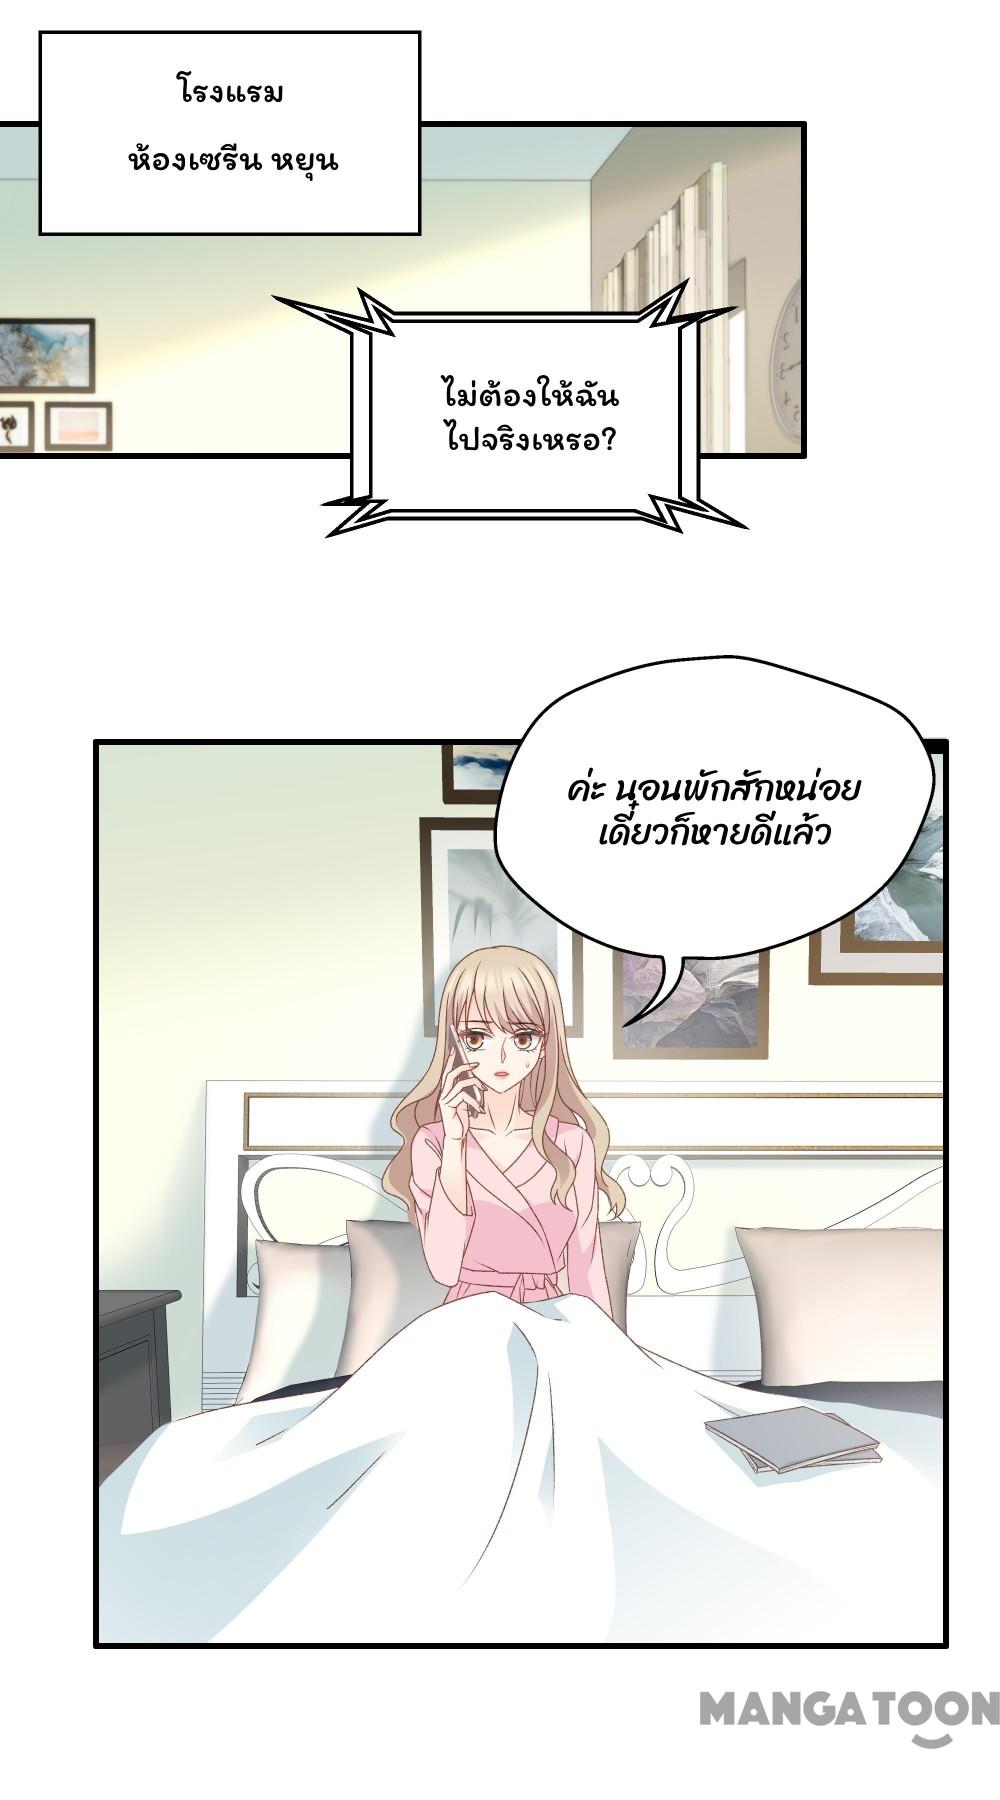 โรงแรม
ห้องเซรีน หยุน
ไม่ต้องให้ฉัน
ไปจริงเหรอ?
ค่ะ นอนพักสักหน่อย
เดี๋ยวก็หายดีแล้ว
MANGATOON